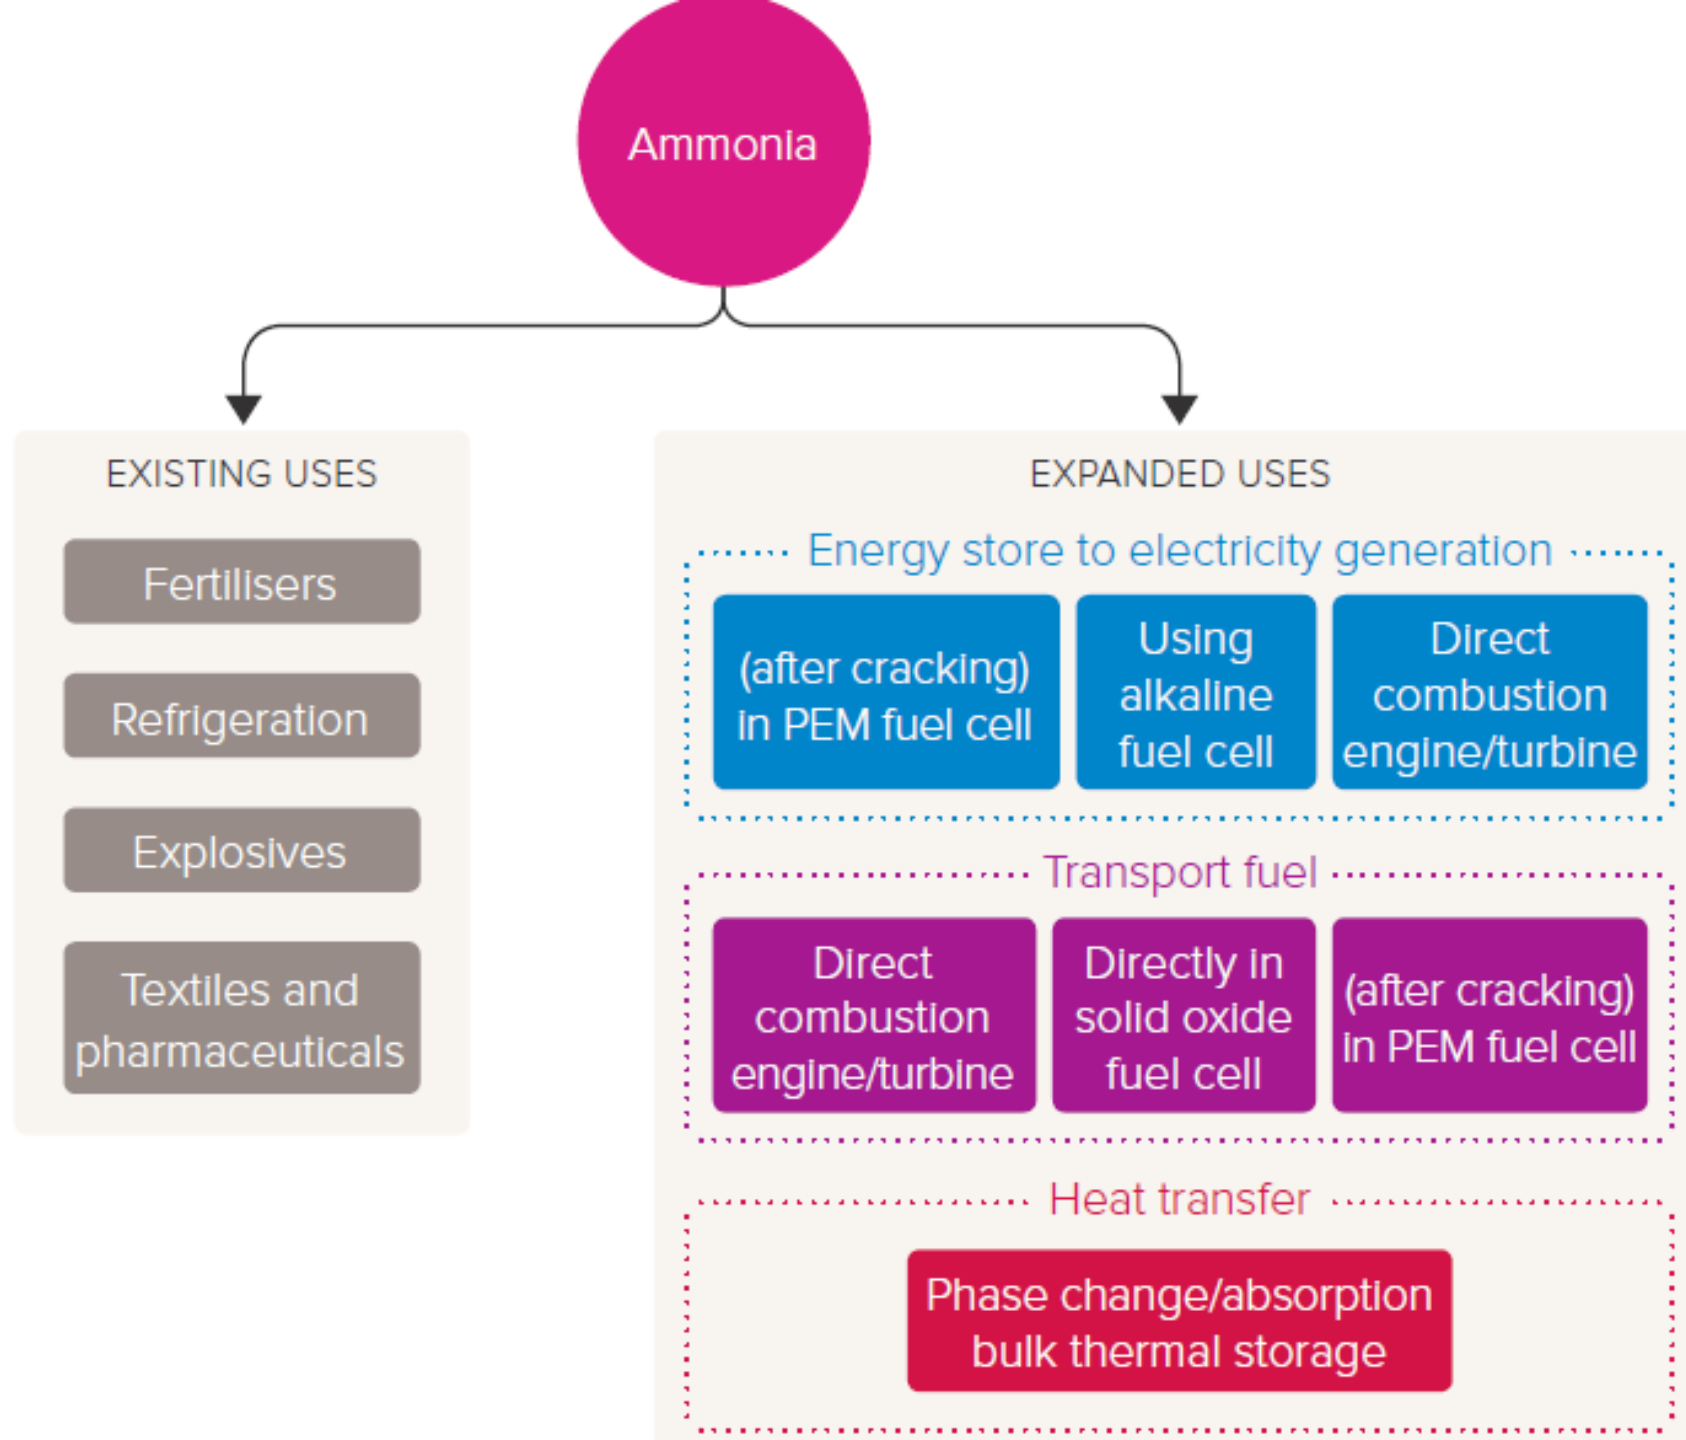 Ammonia
EXISTING USES
Fertilisers
Refrigeration
Explosives
Textiles and
pharmaceuticals
EXPANDED USES
Energy store to electricity generation
(after cracking)
in PEM fuel cell
Using
alkaline
fuel cell
Direct
combustion
engine/turbine
Transport fuel
Direct
combustion
engine/turbine
Directly in
solid oxide
fuel cell
(after cracking)
in PEM fuel cell
Heat transfer
Phase change/absorption
bulk thermal storage